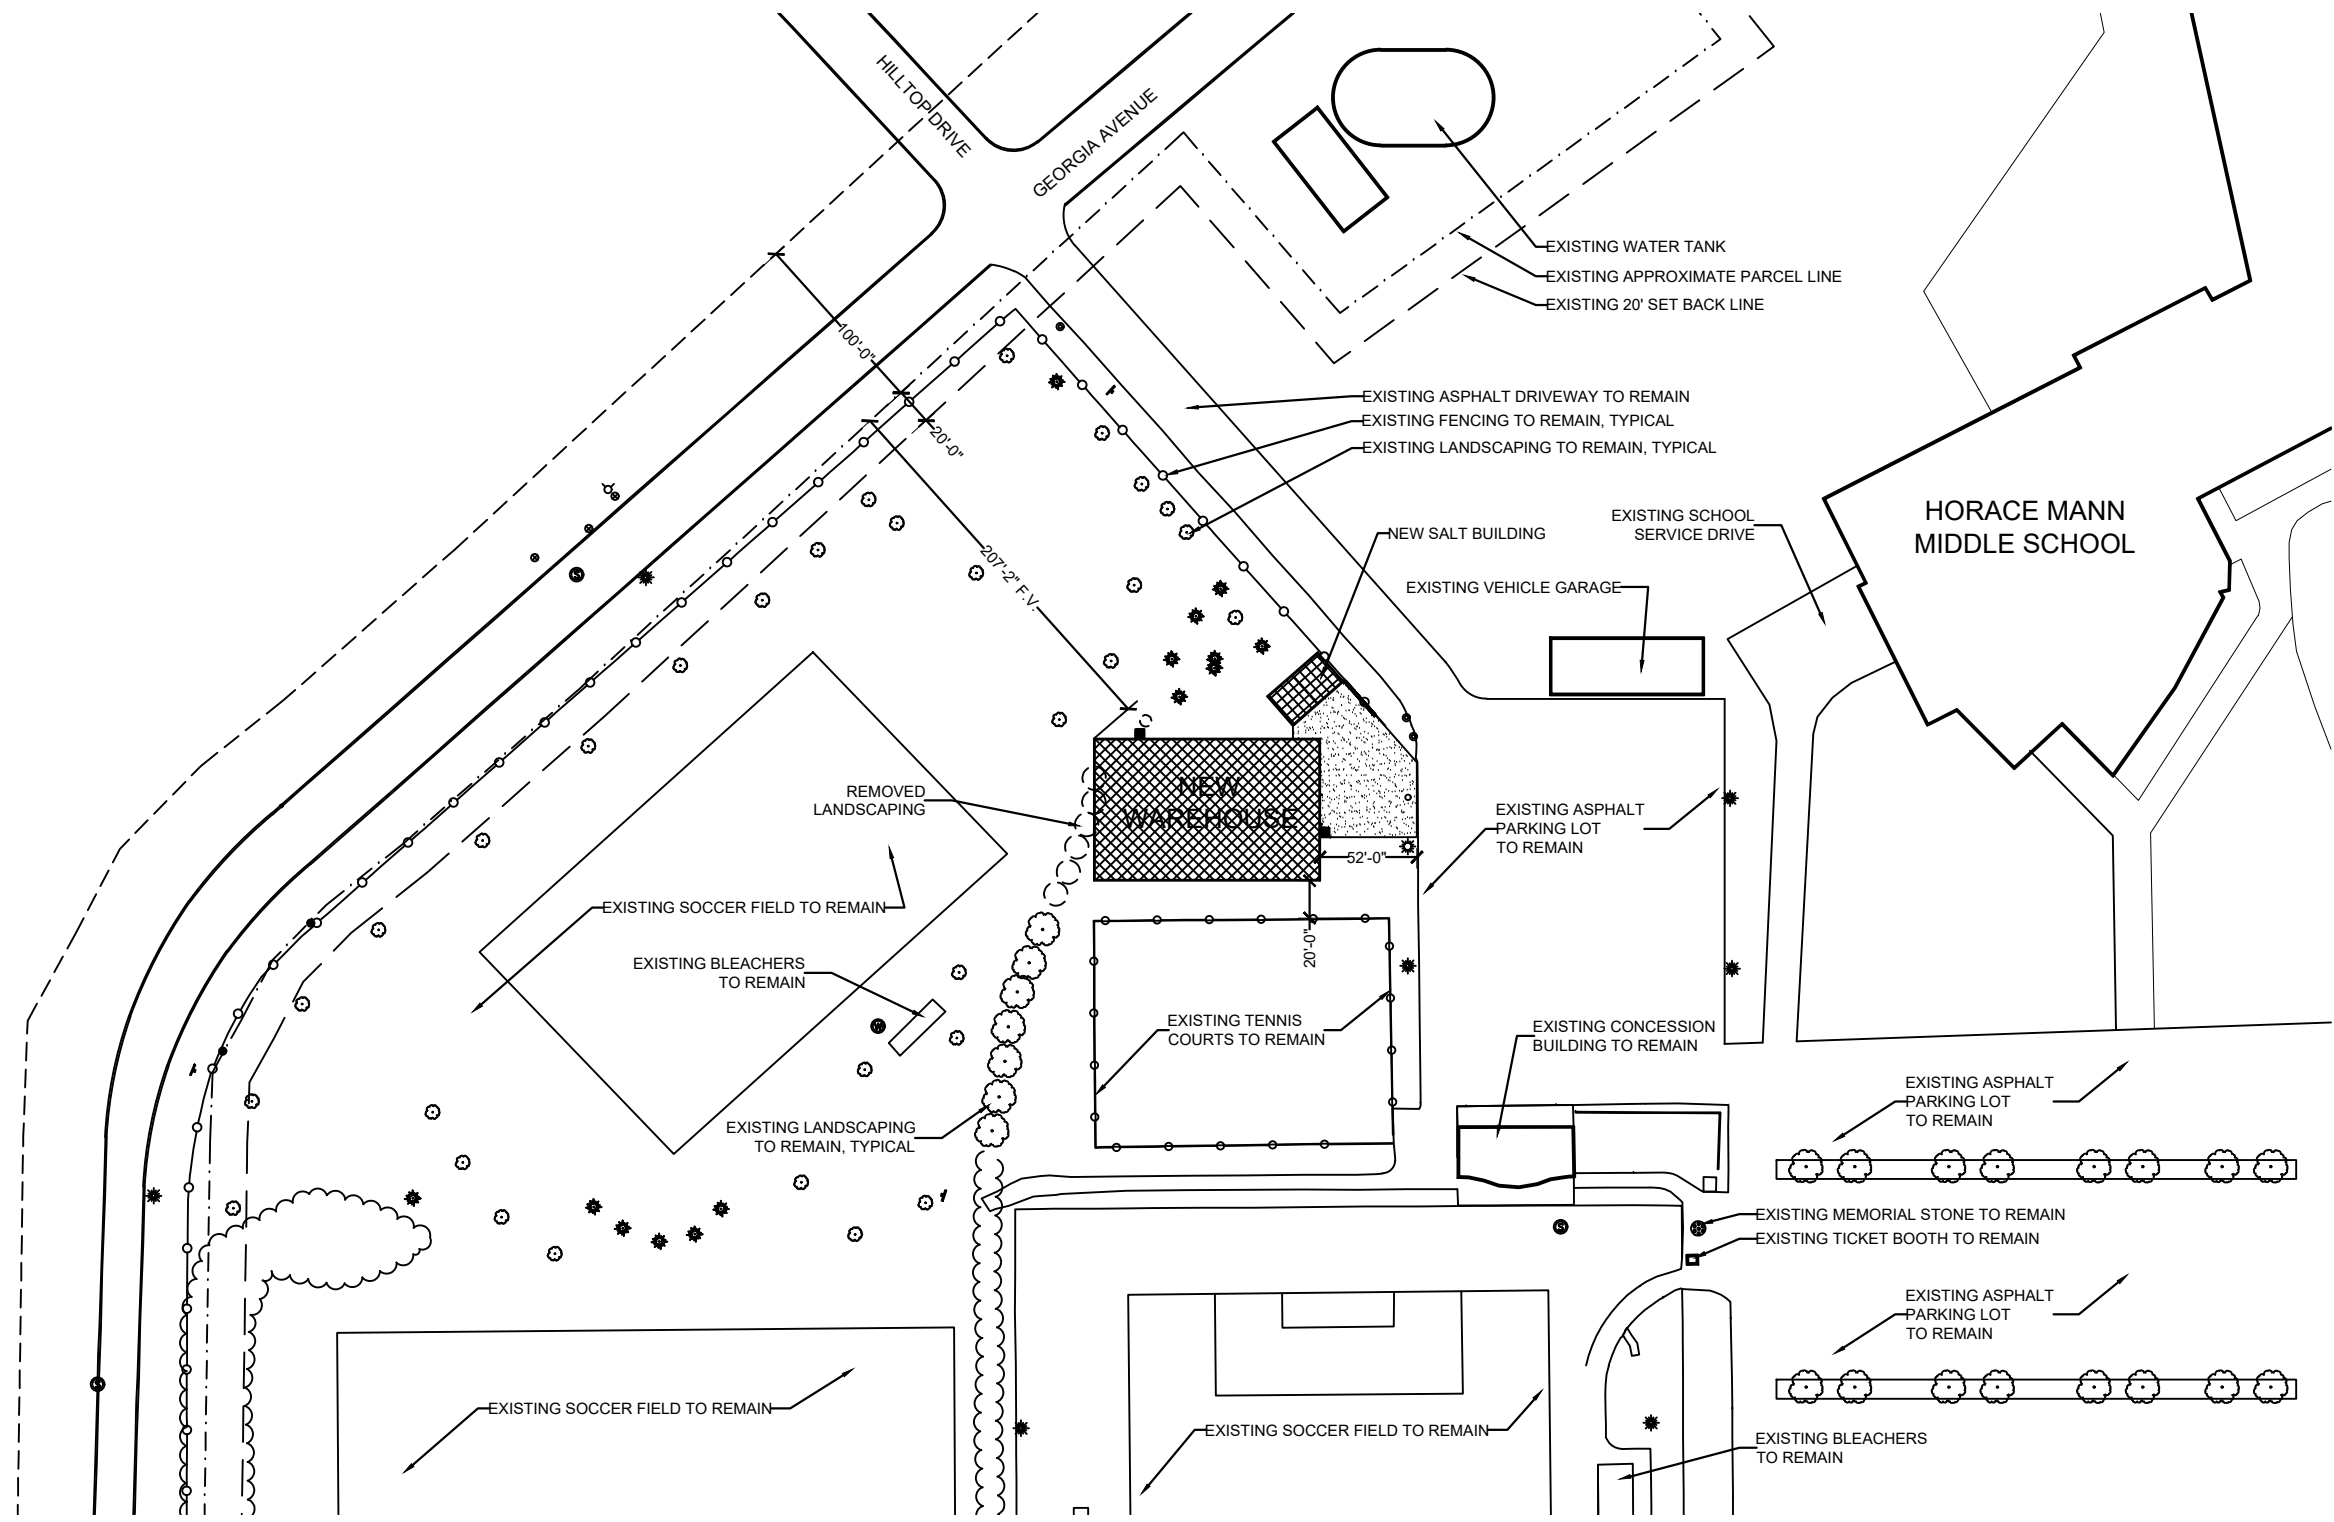 HILLTOP DRIVE
GEORGIA AVENUE
EXISTING WATER TANK
EXISTING APPROXIMATE PARCEL LINE
EXISTING 20' SET BACK LINE
100'-0"
20'-0"
207'-2" F.V.
EXISTING ASPHALT DRIVEWAY TO REMAIN
EXISTING FENCING TO REMAIN, TYPICAL
EXISTING LANDSCAPING TO REMAIN, TYPICAL
NEW SALT BUILDING
EXISTING SCHOOL
SERVICE DRIVE
HORACE MANN
MIDDLE SCHOOL
EXISTING VEHICLE GARAGE
REMOVED
LANDSCAPING
NEW
WAREHOUSE
EXISTING ASPHALT
PARKING LOT
TO REMAIN
52'-0"
20'-0"
EXISTING SOCCER FIELD TO REMAIN
EXISTING BLEACHERS
TO REMAIN
EXISTING TENNIS
COURTS TO REMAIN
EXISTING CONCESSION
BUILDING TO REMAIN
EXISTING LANDSCAPING
TO REMAIN, TYPICAL
EXISTING ASPHALT
PARKING LOT
TO REMAIN
EXISTING MEMORIAL STONE TO REMAIN
EXISTING TICKET BOOTH TO REMAIN
EXISTING ASPHALT
PARKING LOT
TO REMAIN
EXISTING SOCCER FIELD TO REMAIN
EXISTING SOCCER FIELD TO REMAIN
EXISTING BLEACHERS
TO REMAIN
S
W
S
S